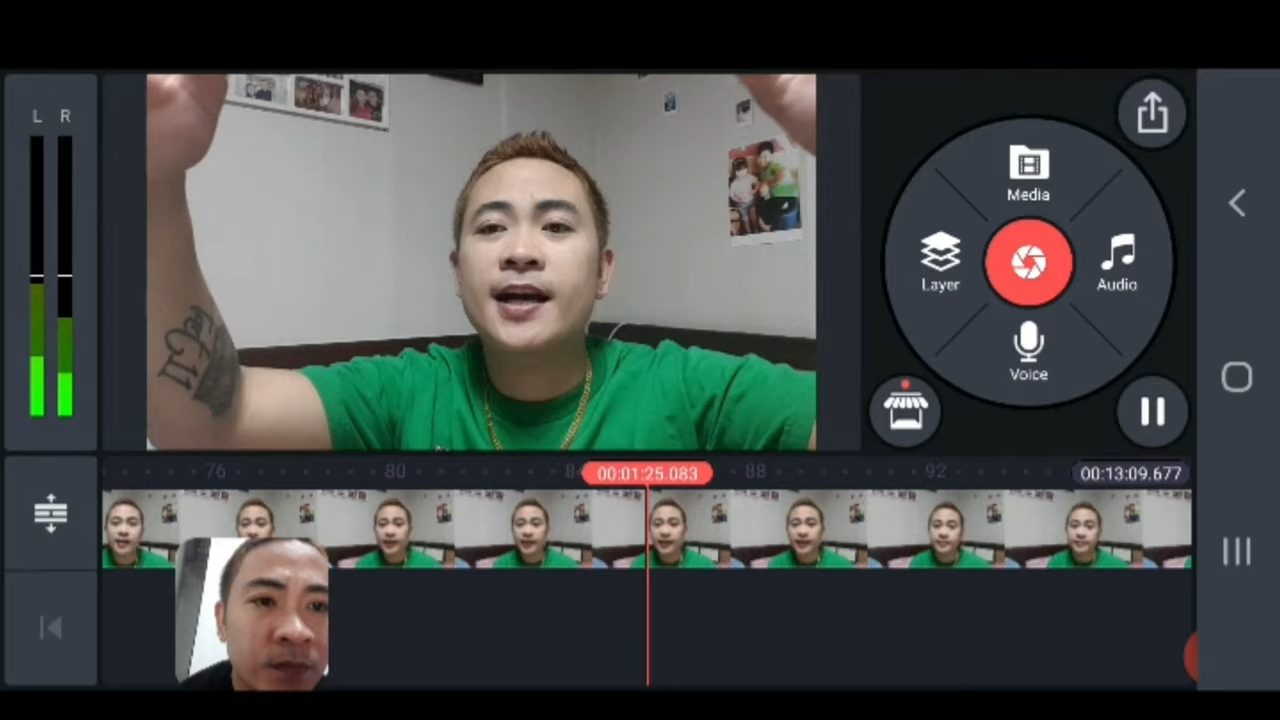 L R
Media
Layer
Audio
Voice
76
80
00:01:25.083
88
92
00:13:09.677